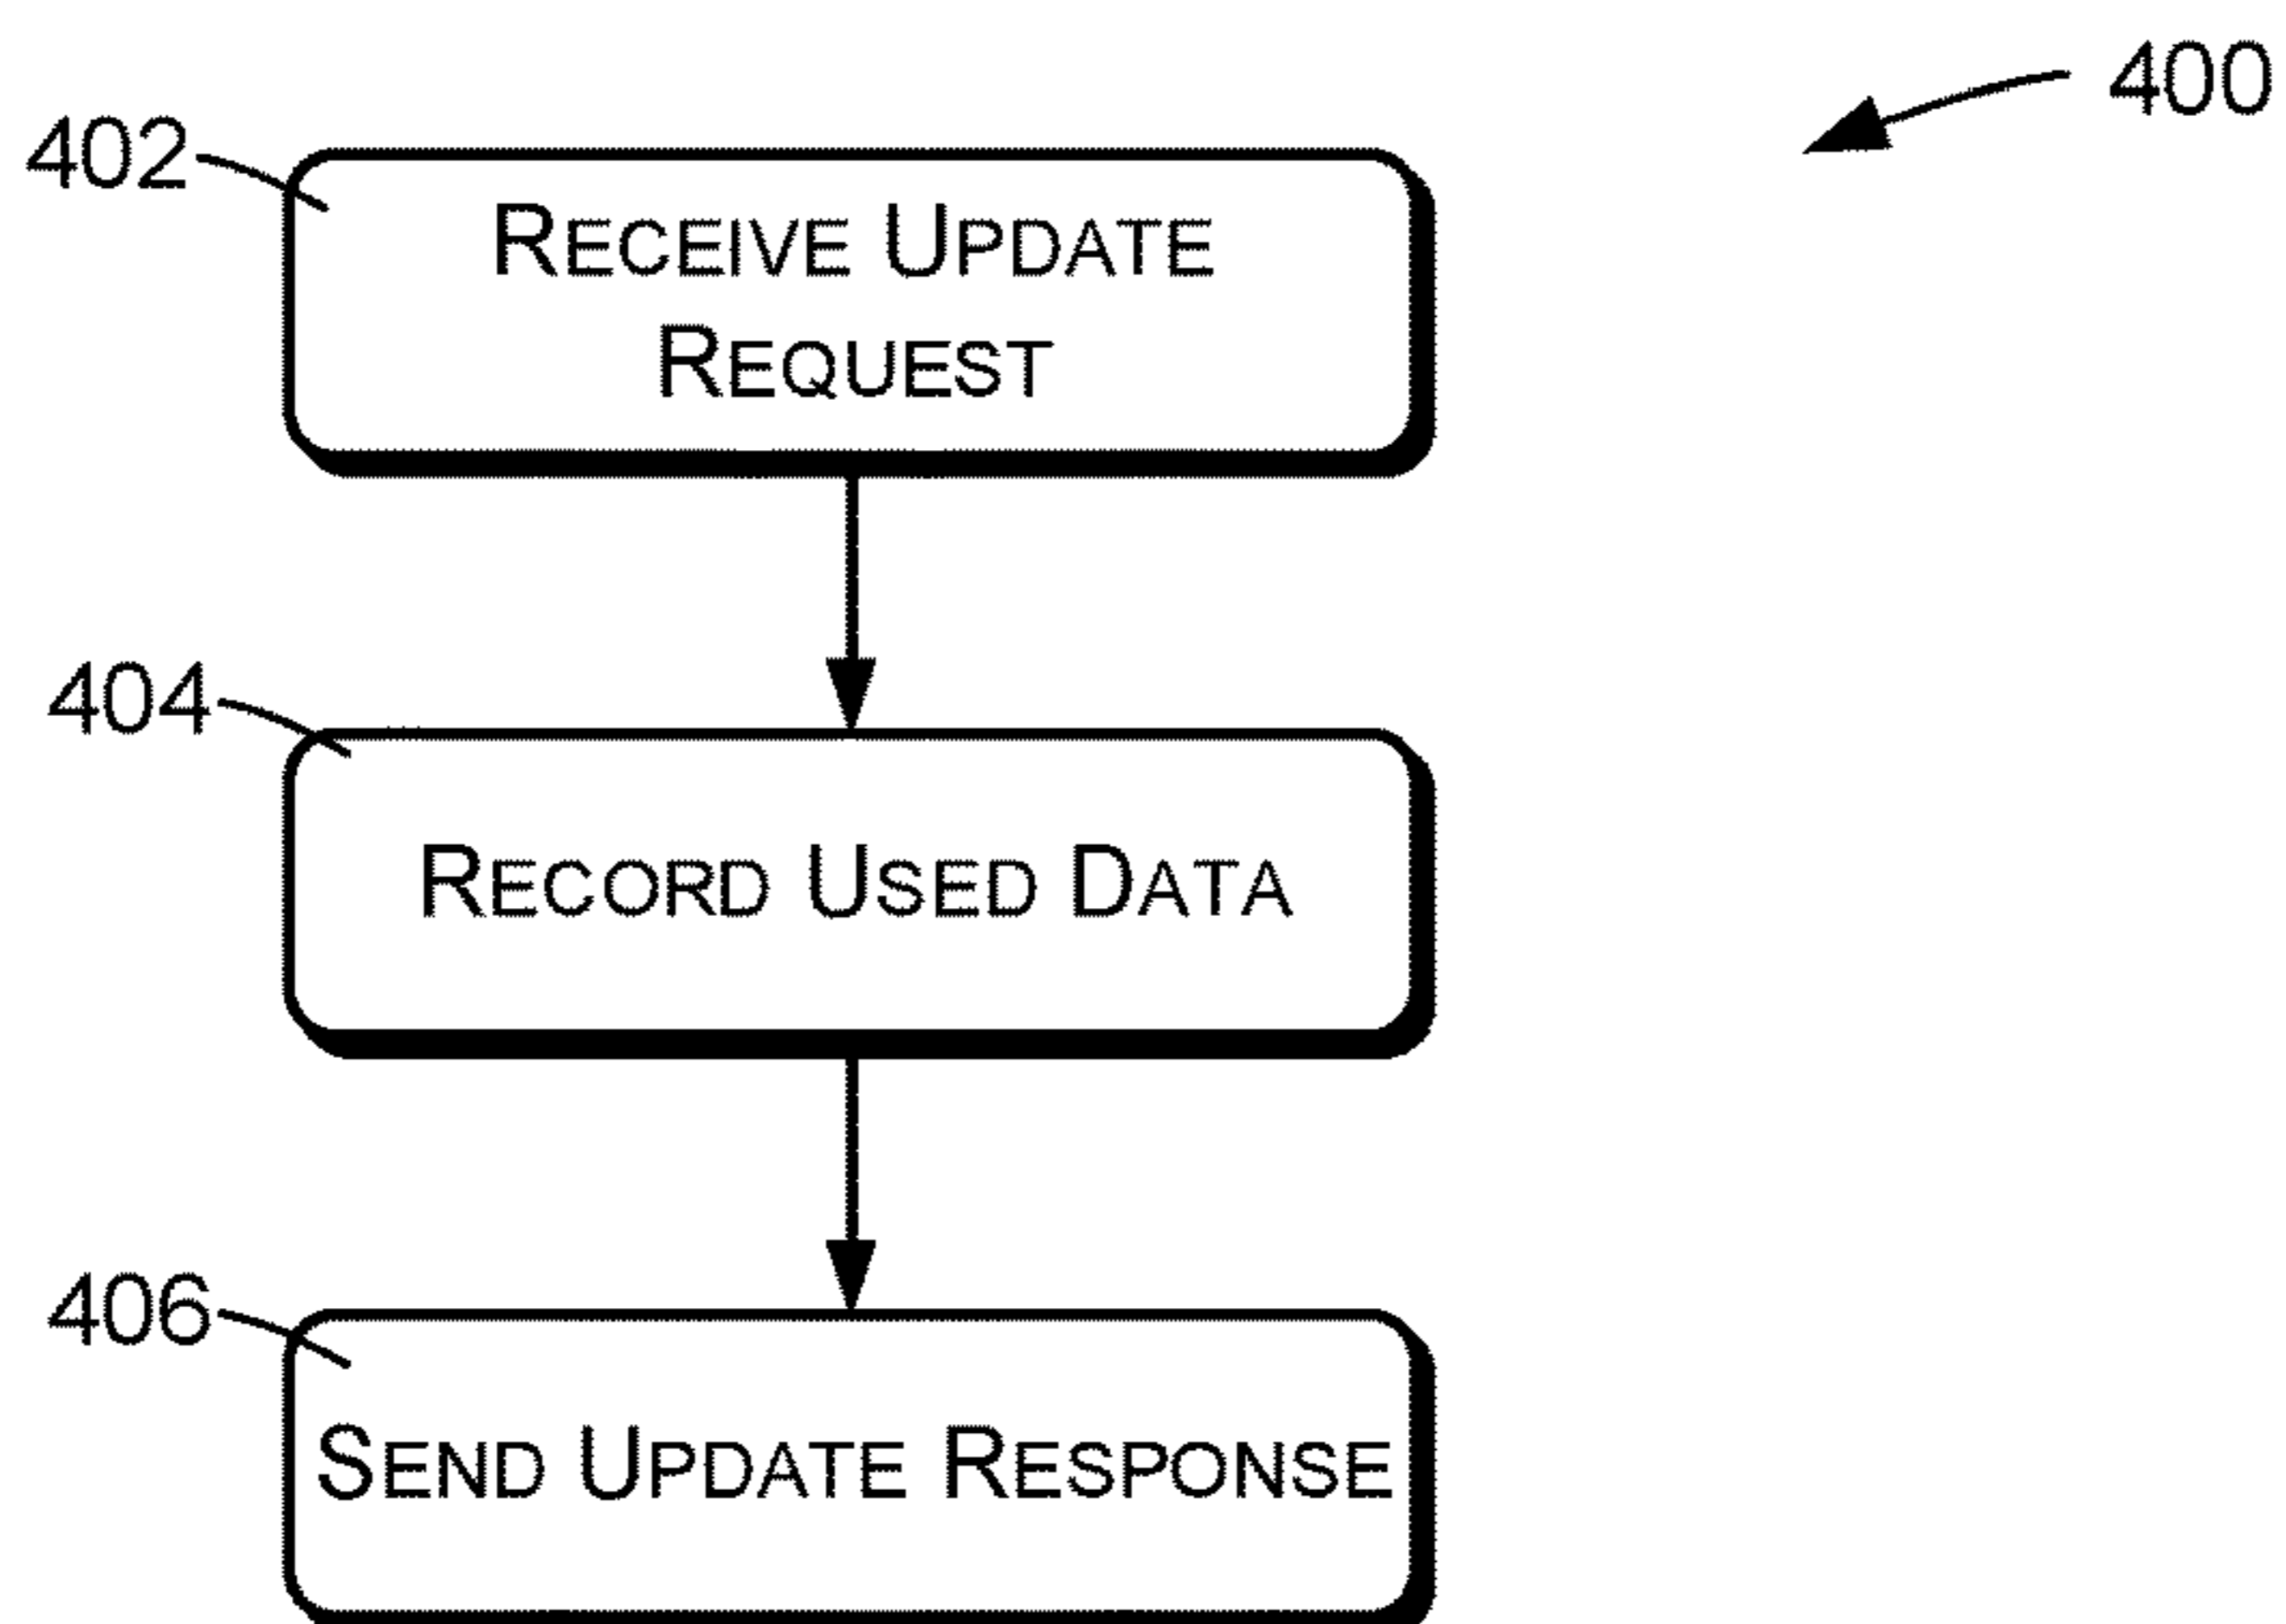 400
402
RECEIVE UPDATE
REQUEST
404
RECORD USED DATA
406
SEND UPDATE RESPONSE